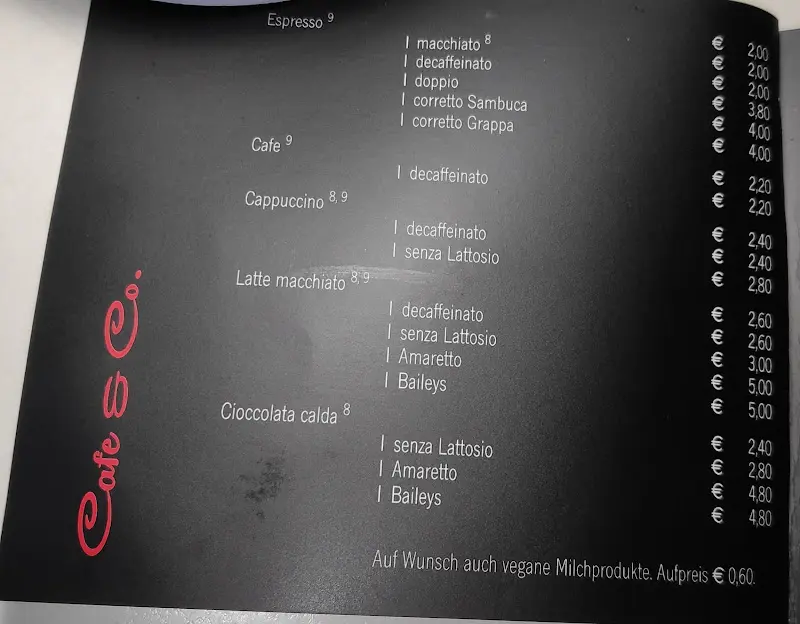 Espresso 9 € 2,00
| macchiato 8 € 2,00
| decaffeinato € 2,00
| doppio € 3,80
| corretto Sambuca € 4,00
| corretto Grappa € 4,00
Cafe 9 € 2,20
| decaffeinato € 2,20
Cappuccino 8, 9 € 2,40
| decaffeinato € 2,40
| senza Lattosio € 2,80
Latte macchiato 8, 9 € 2,60
| decaffeinato € 2,60
| senza Lattosio € 3,00
| Amaretto € 5,00
| Baileys € 5,00
Cioccolata calda 8 € 2,40
| senza Lattosio € 2,80
| Amaretto € 4,80
| Baileys € 4,80
Auf Wunsch auch vegane Milchprodukte. Aufpreis € 0,60.
Cafe & Co.